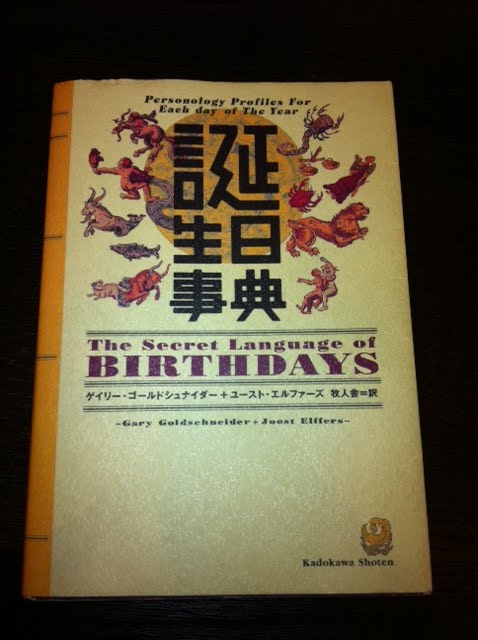 Personology Profiles For
Each day of The Year
誕
生日
事典
The Secret Language of
BIRTHDAYS
ゲイリー・ゴールドシュナイダー+ユースト・エルファーズ 牧人舎=訳
~Gary Goldschneider+Joost Elffers~
Kadokawa Shoten